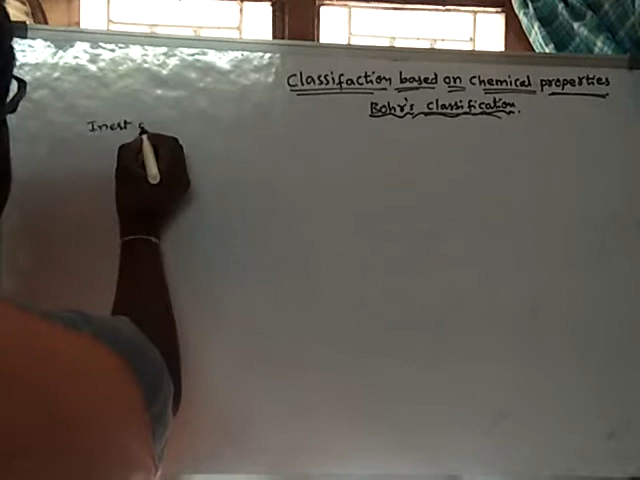 Classifaction based on chemical properties
Bohr's classification.
Inert